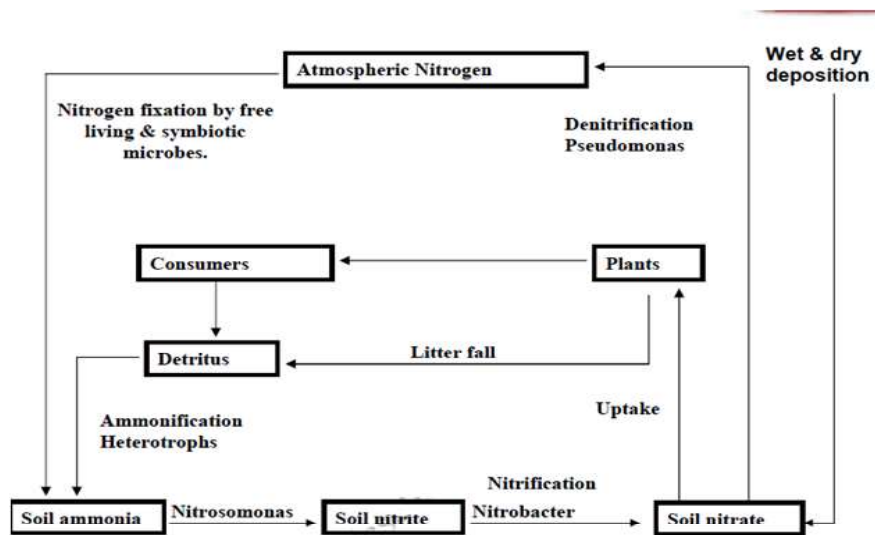 Atmospheric Nitrogen
Wet & dry
deposition
Nitrogen fixation by free
living & symbiotic
microbes.
Denitrification
Pseudomonas
Consumers
Plants
Detritus
Litter fall
Ammonification
Heterotrophs
Uptake
Nitrification
Soil ammonia
Nitrosomonas
Soil nitrite
Nitrobacter
Soil nitrate